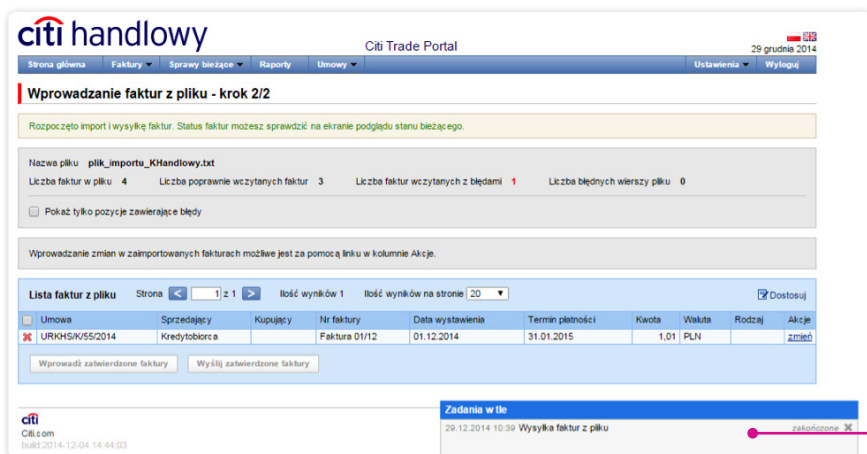 citi handlowy
Citi Trade Portal
29 grudnia 2014
Strona główna Faktury Sprawy bieżące Raporty Umowy Ustawienia Wyloguj
Wprowadzanie faktur z pliku - krok 2/2
Rozpoczęto import i wysyłkę faktur. Status faktur możesz sprawdzić na ekranie podglądu stanu bieżącego.
Nazwa pliku plik_importu_KHandlowy.txt
Liczba faktur w pliku 4 Liczba poprawnie wczytanych faktur 3 Liczba faktur wczytanych z błędami 1 Liczba błędnych wierszy pliku 0
Pokaż tylko pozycje zawierające błędy
Wprowadzanie zmian w zaimportowanych fakturach możliwe jest za pomocą linku w kolumnie Akcje.
Lista faktur z pliku Strona < 1 z 1 > Ilość wyników 1 Ilość wyników na stronie 20 Dostosuj
Umowa Sprzedający Kupujący Nr faktury Data wystawienia Termin płatności Kwota Waluta Rodzaj Akcje
URKHS/K/55/2014 Kredytobiorca Faktura 01/12 01.12.2014 31.01.2015 1,01 PLN zmień
Wprowadź zatwierdzone faktury Wyślij zatwierdzone faktury
citi
Citi.com
build:2014-12-04 14:44:03
Zadania w tle
29.12.2014 10:39 Wysyłka faktur z pliku zakończone